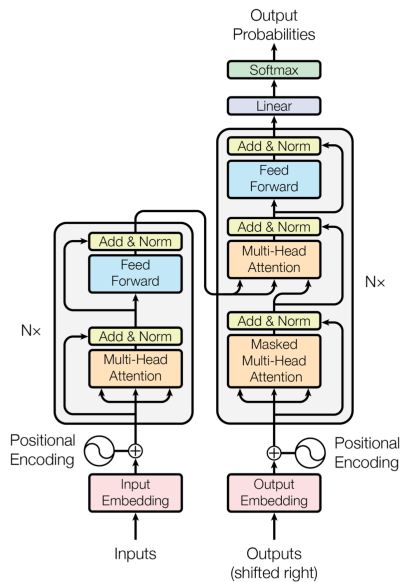 Output
Probabilities
Softmax
Linear
Add & Norm
Feed
Forward
Add & Norm
Multi-Head
Attention
Add & Norm
Masked
Multi-Head
Attention
N×
Add & Norm
Feed
Forward
Add & Norm
Multi-Head
Attention
N×
Positional
Encoding
Positional
Encoding
Input
Embedding
Output
Embedding
Inputs
Outputs
(shifted right)